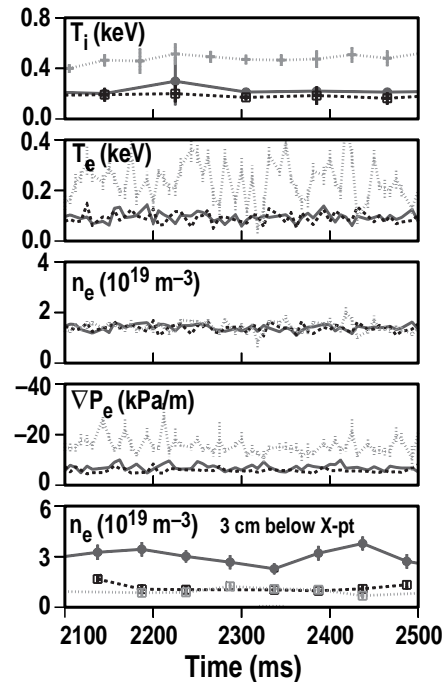 T_i (keV)
0.8
0.4
0.0
T_e (keV)
0.4
0.2
0.0
n_e (10^19 m^–3)
4
2
0
∇P_e (kPa/m)
–40
–20
0
n_e (10^19 m^–3) 3 cm below X-pt
6
3
0
2100 2200 2300 2400 2500
Time (ms)